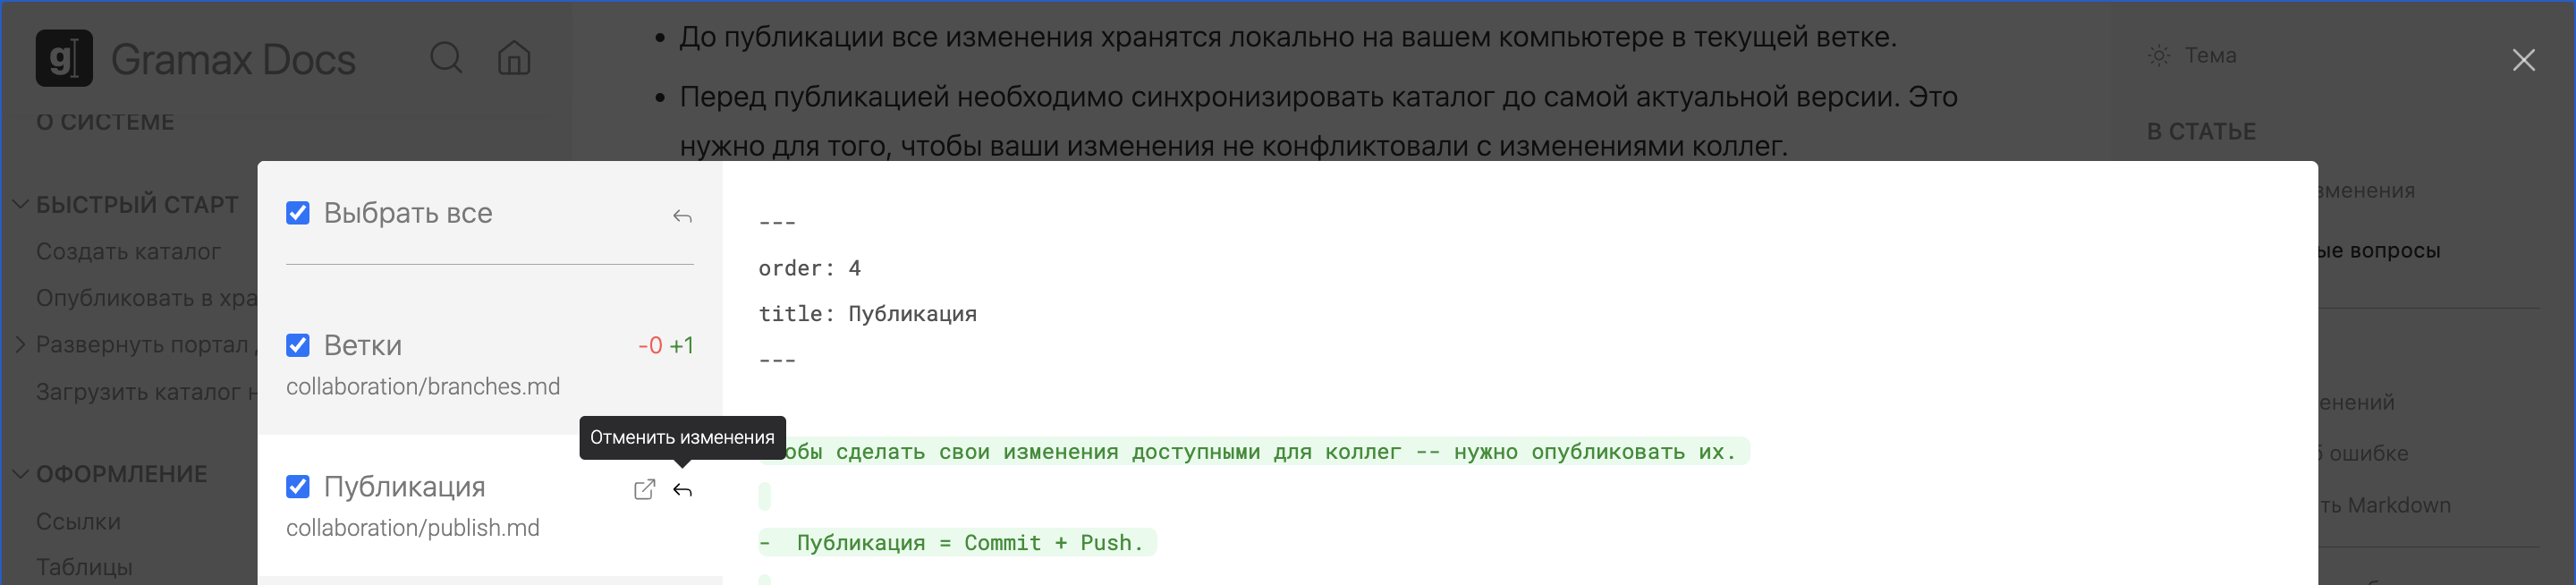 Gramax Docs
О СИСТЕМЕ
БЫСТРЫЙ СТАРТ
Создать каталог
Опубликовать в хра
Развернуть портал
Загрузить каталог
ОФОРМЛЕНИЕ
Ссылки
Таблицы
• До публикации все изменения хранятся локально на вашем компьютере в текущей ветке.
• Перед публикацией необходимо синхронизировать каталог до самой актуальной версии. Это
нужно для того, чтобы ваши изменения не конфликтовали с изменениями коллег.
Выбрать все
Ветки -0 +1
collaboration/branches.md
Отменить изменения
Публикация
collaboration/publish.md
---
order: 4
title: Публикация
---
обы сделать свои изменения доступными для коллег -- нужно опубликовать их.
- Публикация = Commit + Push.
Тема
В СТАТЬЕ
зменения
ые вопросы
енений
б ошибке
ть Markdown